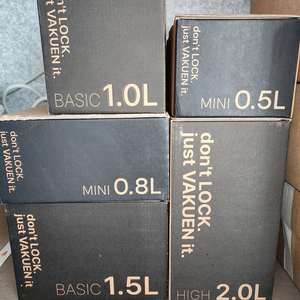 don't LOCK.
just VAKUEN it.
BASIC 1.0L
don't LOCK.
just VAKUEN it.
MINI 0.5L
don't LOCK.
just VAKUEN it.
MINI 0.8L
don't LOCK.
just VAKUEN it.
BASIC 1.5L
don't LOCK.
just VAKUEN it.
HIGH 2.0L